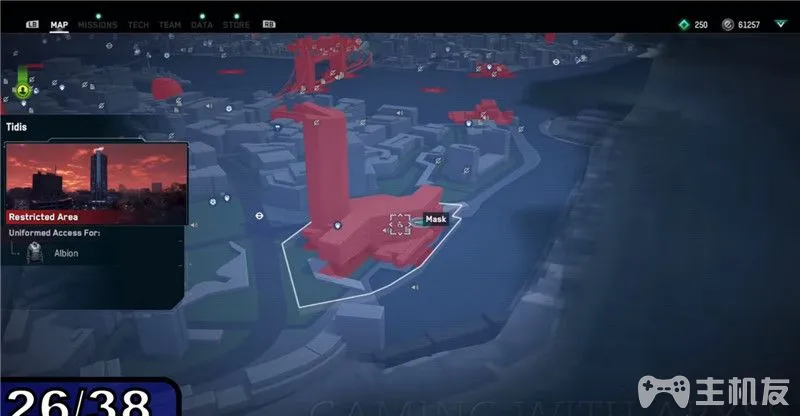 LB MAP MISSIONS TECH TEAM DATA STORE RB 250 61257
Tidis
Restricted Area
Uniformed Access For:
Albion
Mask
26/38
主机友